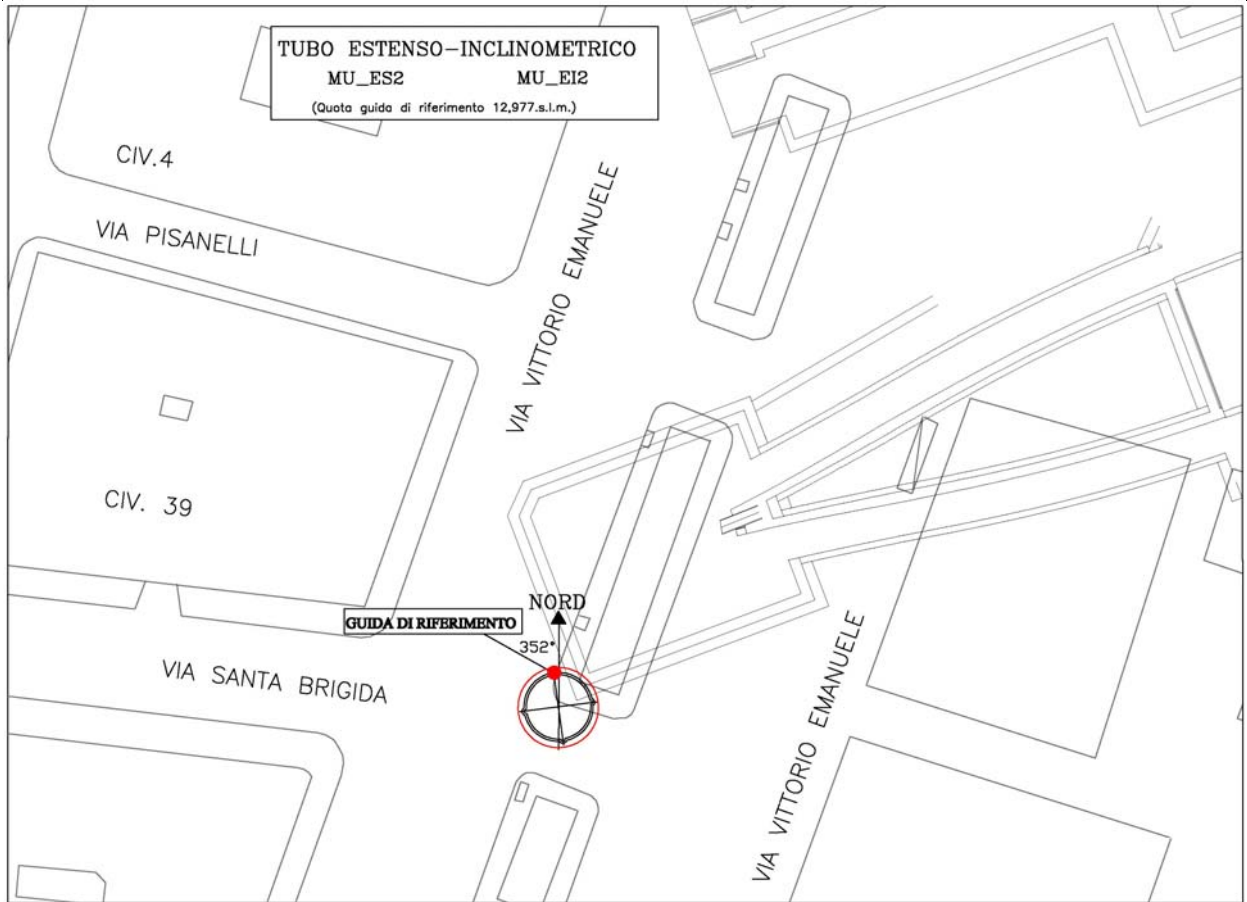 TUBO ESTENSO-INCLINOMETRICO
MU_ES2 MU_EI2
(Quota guida di riferimento 12,977.s.l.m.)
CIV.4
VIA PISANELLI
VIA VITTORIO EMANUELE
CIV. 39
NORD
GUIDA DI RIFERIMENTO
352°
VIA SANTA BRIGIDA
VIA VITTORIO EMANUELE